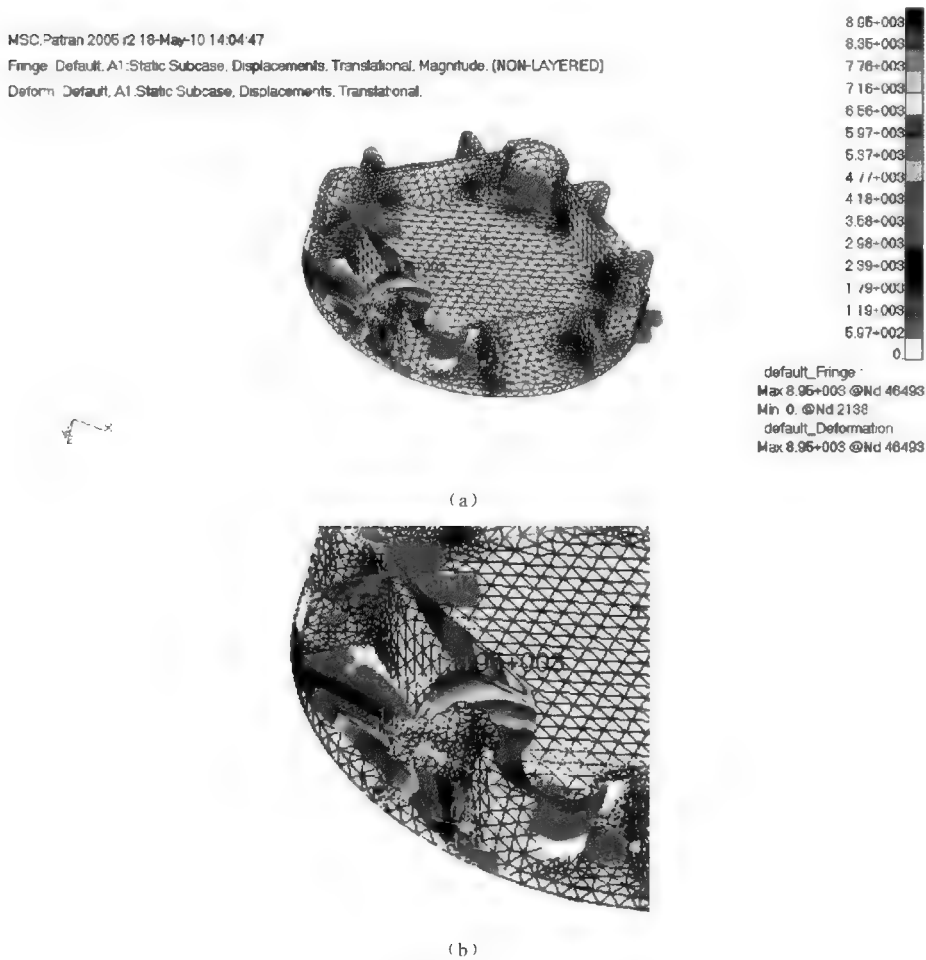 MSC.Patran 2005 r2 18-May-10 14:04:47
Fringe: Default, A1:Static Subcase, Displacements, Translational, Magnitude, (NON-LAYERED)
Deform: Default, A1:Static Subcase, Displacements, Translational,
8.95+003
8.35+003
7.76+003
7.16+003
6.56+003
5.97+003
5.37+003
4.77+003
4.18+003
3.58+003
2.98+003
2.39+003
1.79+003
1.19+003
5.97+002
0.
default_Fringe :
Max 8.95+003 @Nd 46493
Min 0. @Nd 2138
default_Deformation :
Max 8.95+003 @Nd 46493
X
(a)
(b)